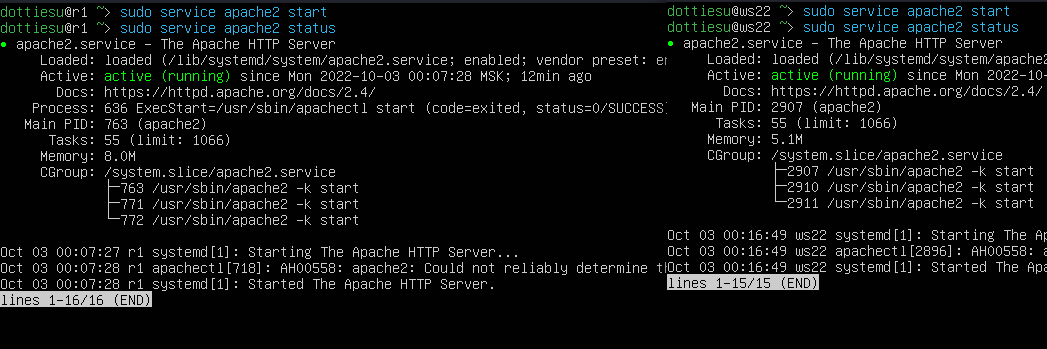 dottiesu@r1 ~> sudo service apache2 start
dottiesu@r1 ~> sudo service apache2 status
● apache2.service - The Apache HTTP Server
Loaded: loaded (/lib/systemd/system/apache2.service; enabled; vendor preset: en
Active: active (running) since Mon 2022-10-03 00:07:28 MSK; 12min ago
Docs: https://httpd.apache.org/docs/2.4/
Process: 636 ExecStart=/usr/sbin/apachectl start (code=exited, status=0/SUCCESS)
Main PID: 763 (apache2)
Tasks: 55 (limit: 1066)
Memory: 8.0M
CGroup: /system.slice/apache2.service
├─763 /usr/sbin/apache2 -k start
├─771 /usr/sbin/apache2 -k start
└─772 /usr/sbin/apache2 -k start
Oct 03 00:07:27 r1 systemd[1]: Starting The Apache HTTP Server...
Oct 03 00:07:28 r1 apachectl[718]: AH00558: apache2: Could not reliably determine th
Oct 03 00:07:28 r1 systemd[1]: Started The Apache HTTP Server.
lines 1-16/16 (END)
dottiesu@ws22 ~> sudo service apache2 start
dottiesu@ws22 ~> sudo service apache2 status
● apache2.service - The Apache HTTP Server
Loaded: loaded (/lib/systemd/system/apache2
Active: active (running) since Mon 2022-10-
Docs: https://httpd.apache.org/docs/2.4/
Main PID: 2907 (apache2)
Tasks: 55 (limit: 1066)
Memory: 5.1M
CGroup: /system.slice/apache2.service
├─2907 /usr/sbin/apache2 -k start
├─2910 /usr/sbin/apache2 -k start
└─2911 /usr/sbin/apache2 -k start
Oct 03 00:16:49 ws22 systemd[1]: Starting The Ap
Oct 03 00:16:49 ws22 apachectl[2896]: AH00558: a
Oct 03 00:16:49 ws22 systemd[1]: Started The Apa
lines 1-15/15 (END)